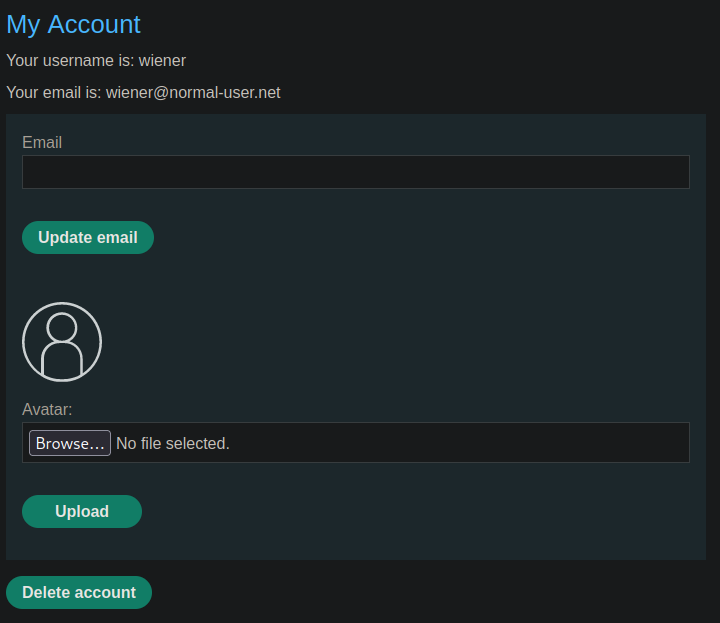 My Account
Your username is: wiener
Your email is: wiener@normal-user.net
Email
Update email
Avatar:
Browse... No file selected.
Upload
Delete account